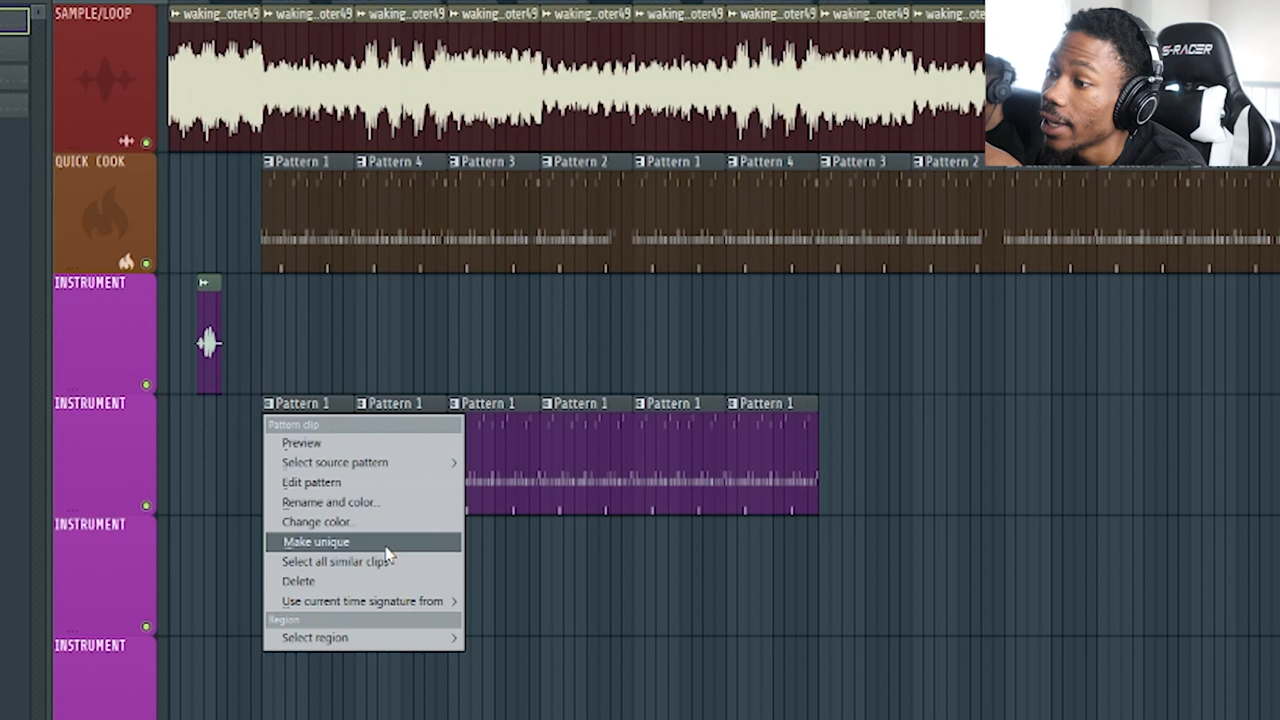 SAMPLE/LOOP
waking_oter49 waking_oter49 waking_oter49 waking_oter49 waking_oter49 waking_oter49 waking_oter49 waking_oter49 waking_ote
S-RACER
QUICK COOK
Pattern 1 Pattern 4 Pattern 3 Pattern 2 Pattern 1 Pattern 4 Pattern 3 Pattern 2
INSTRUMENT
INSTRUMENT
Pattern 1 Pattern 1 Pattern 1 Pattern 1 Pattern 1 Pattern 1
Pattern clip
Preview
Select source pattern
Edit pattern
Rename and color...
Change color...
Make unique
Select all similar clips
Delete
Use current time signature from
Region
Select region
INSTRUMENT
INSTRUMENT